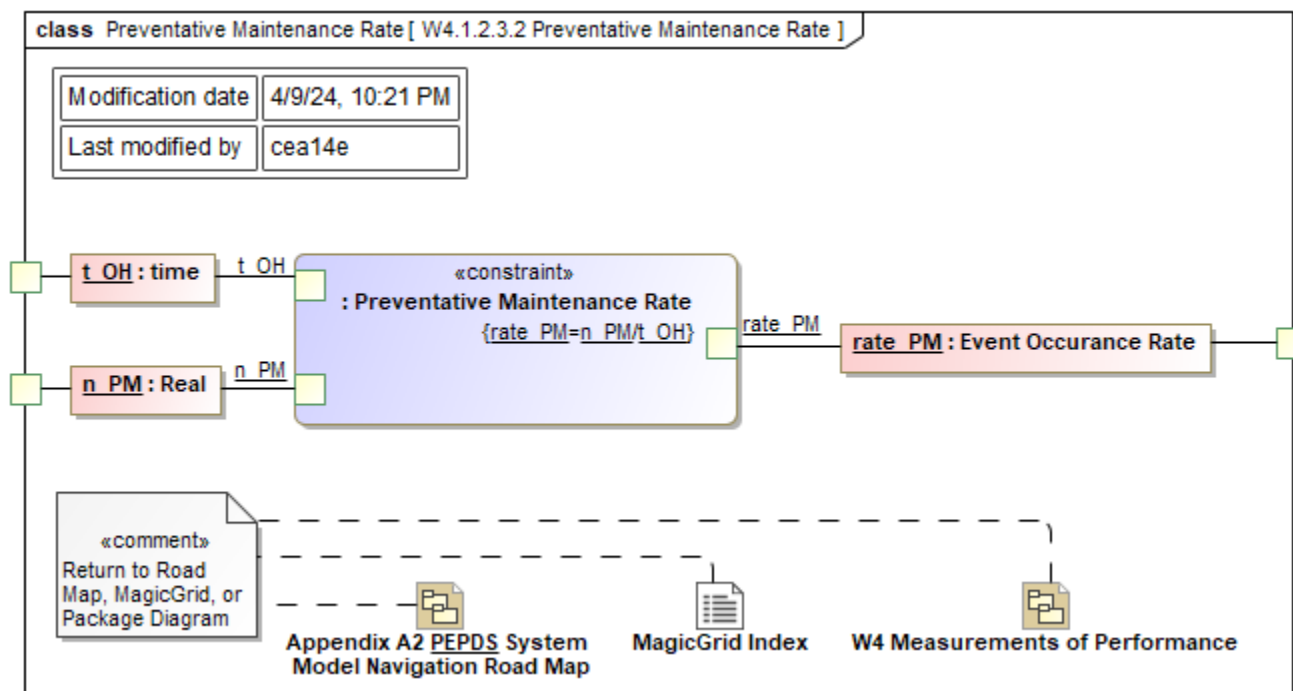 class Preventative Maintenance Rate [ W4.1.2.3.2 Preventative Maintenance Rate ]
Modification date 4/9/24, 10:21 PM
Last modified by cea14e
t_OH : time
t_OH
«constraint»
: Preventative Maintenance Rate
{rate_PM=n_PM/t_OH}
rate_PM
rate_PM : Event Occurance Rate
n_PM : Real
n_PM
«comment»
Return to Road
Map, MagicGrid, or
Package Diagram
Appendix A2 PEPDS System
Model Navigation Road Map
MagicGrid Index
W4 Measurements of Performance